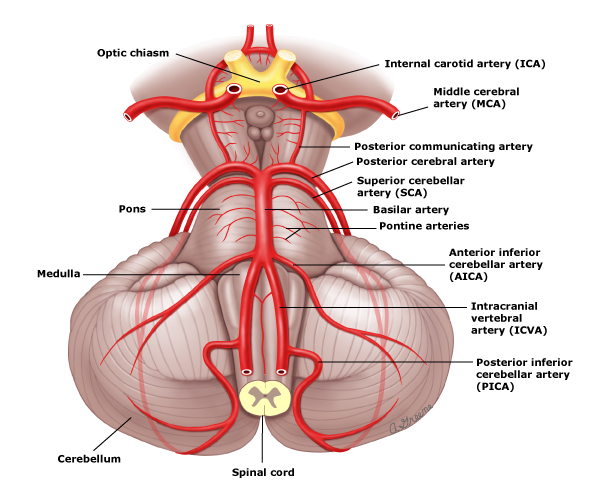 Optic chiasm
Internal carotid artery (ICA)
Middle cerebral
artery (MCA)
Posterior communicating artery
Posterior cerebral artery
Superior cerebellar
artery (SCA)
Pons
Basilar artery
Pontine arteries
Anterior inferior
cerebellar artery
(AICA)
Medulla
Intracranial
vertebral
artery (ICVA)
Posterior inferior
cerebellar artery
(PICA)
Cerebellum
Spinal cord